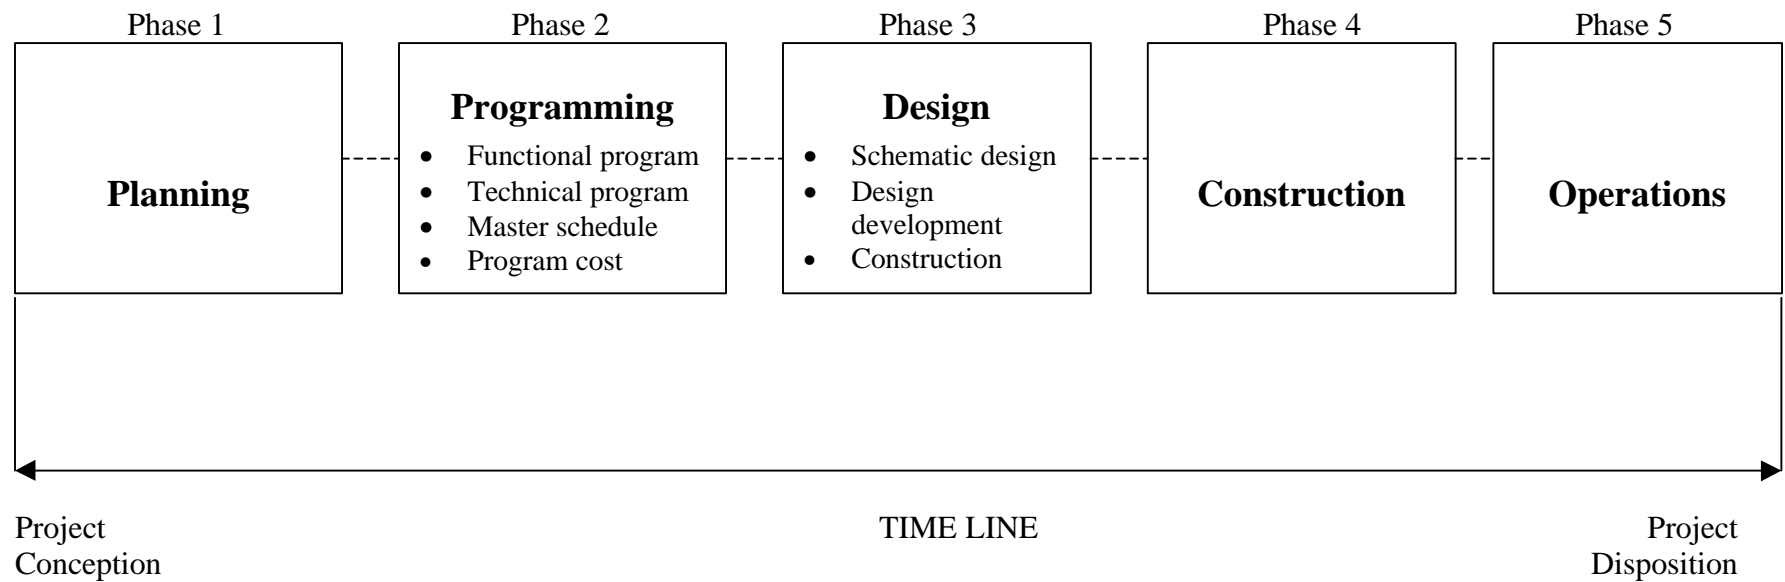 Phase 1
Phase 2
Phase 3
Phase 4
Phase 5
Planning
Programming
• Functional program
• Technical program
• Master schedule
• Program cost
Design
• Schematic design
• Design
development
• Construction
Construction
Operations
Project
Conception
TIME LINE
Project
Disposition